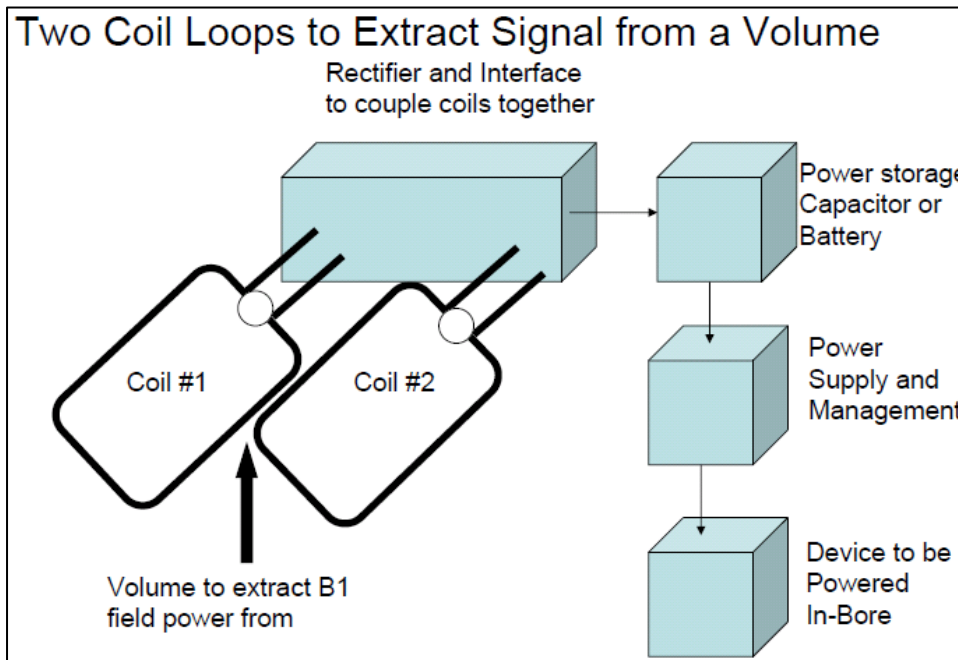 Two Coil Loops to Extract Signal from a Volume
Rectifier and Interface
to couple coils together
Power storage
Capacitor or
Battery
Coil #1
Coil #2
Power
Supply and
Management
Volume to extract B1
field power from
Device to be
Powered
In-Bore